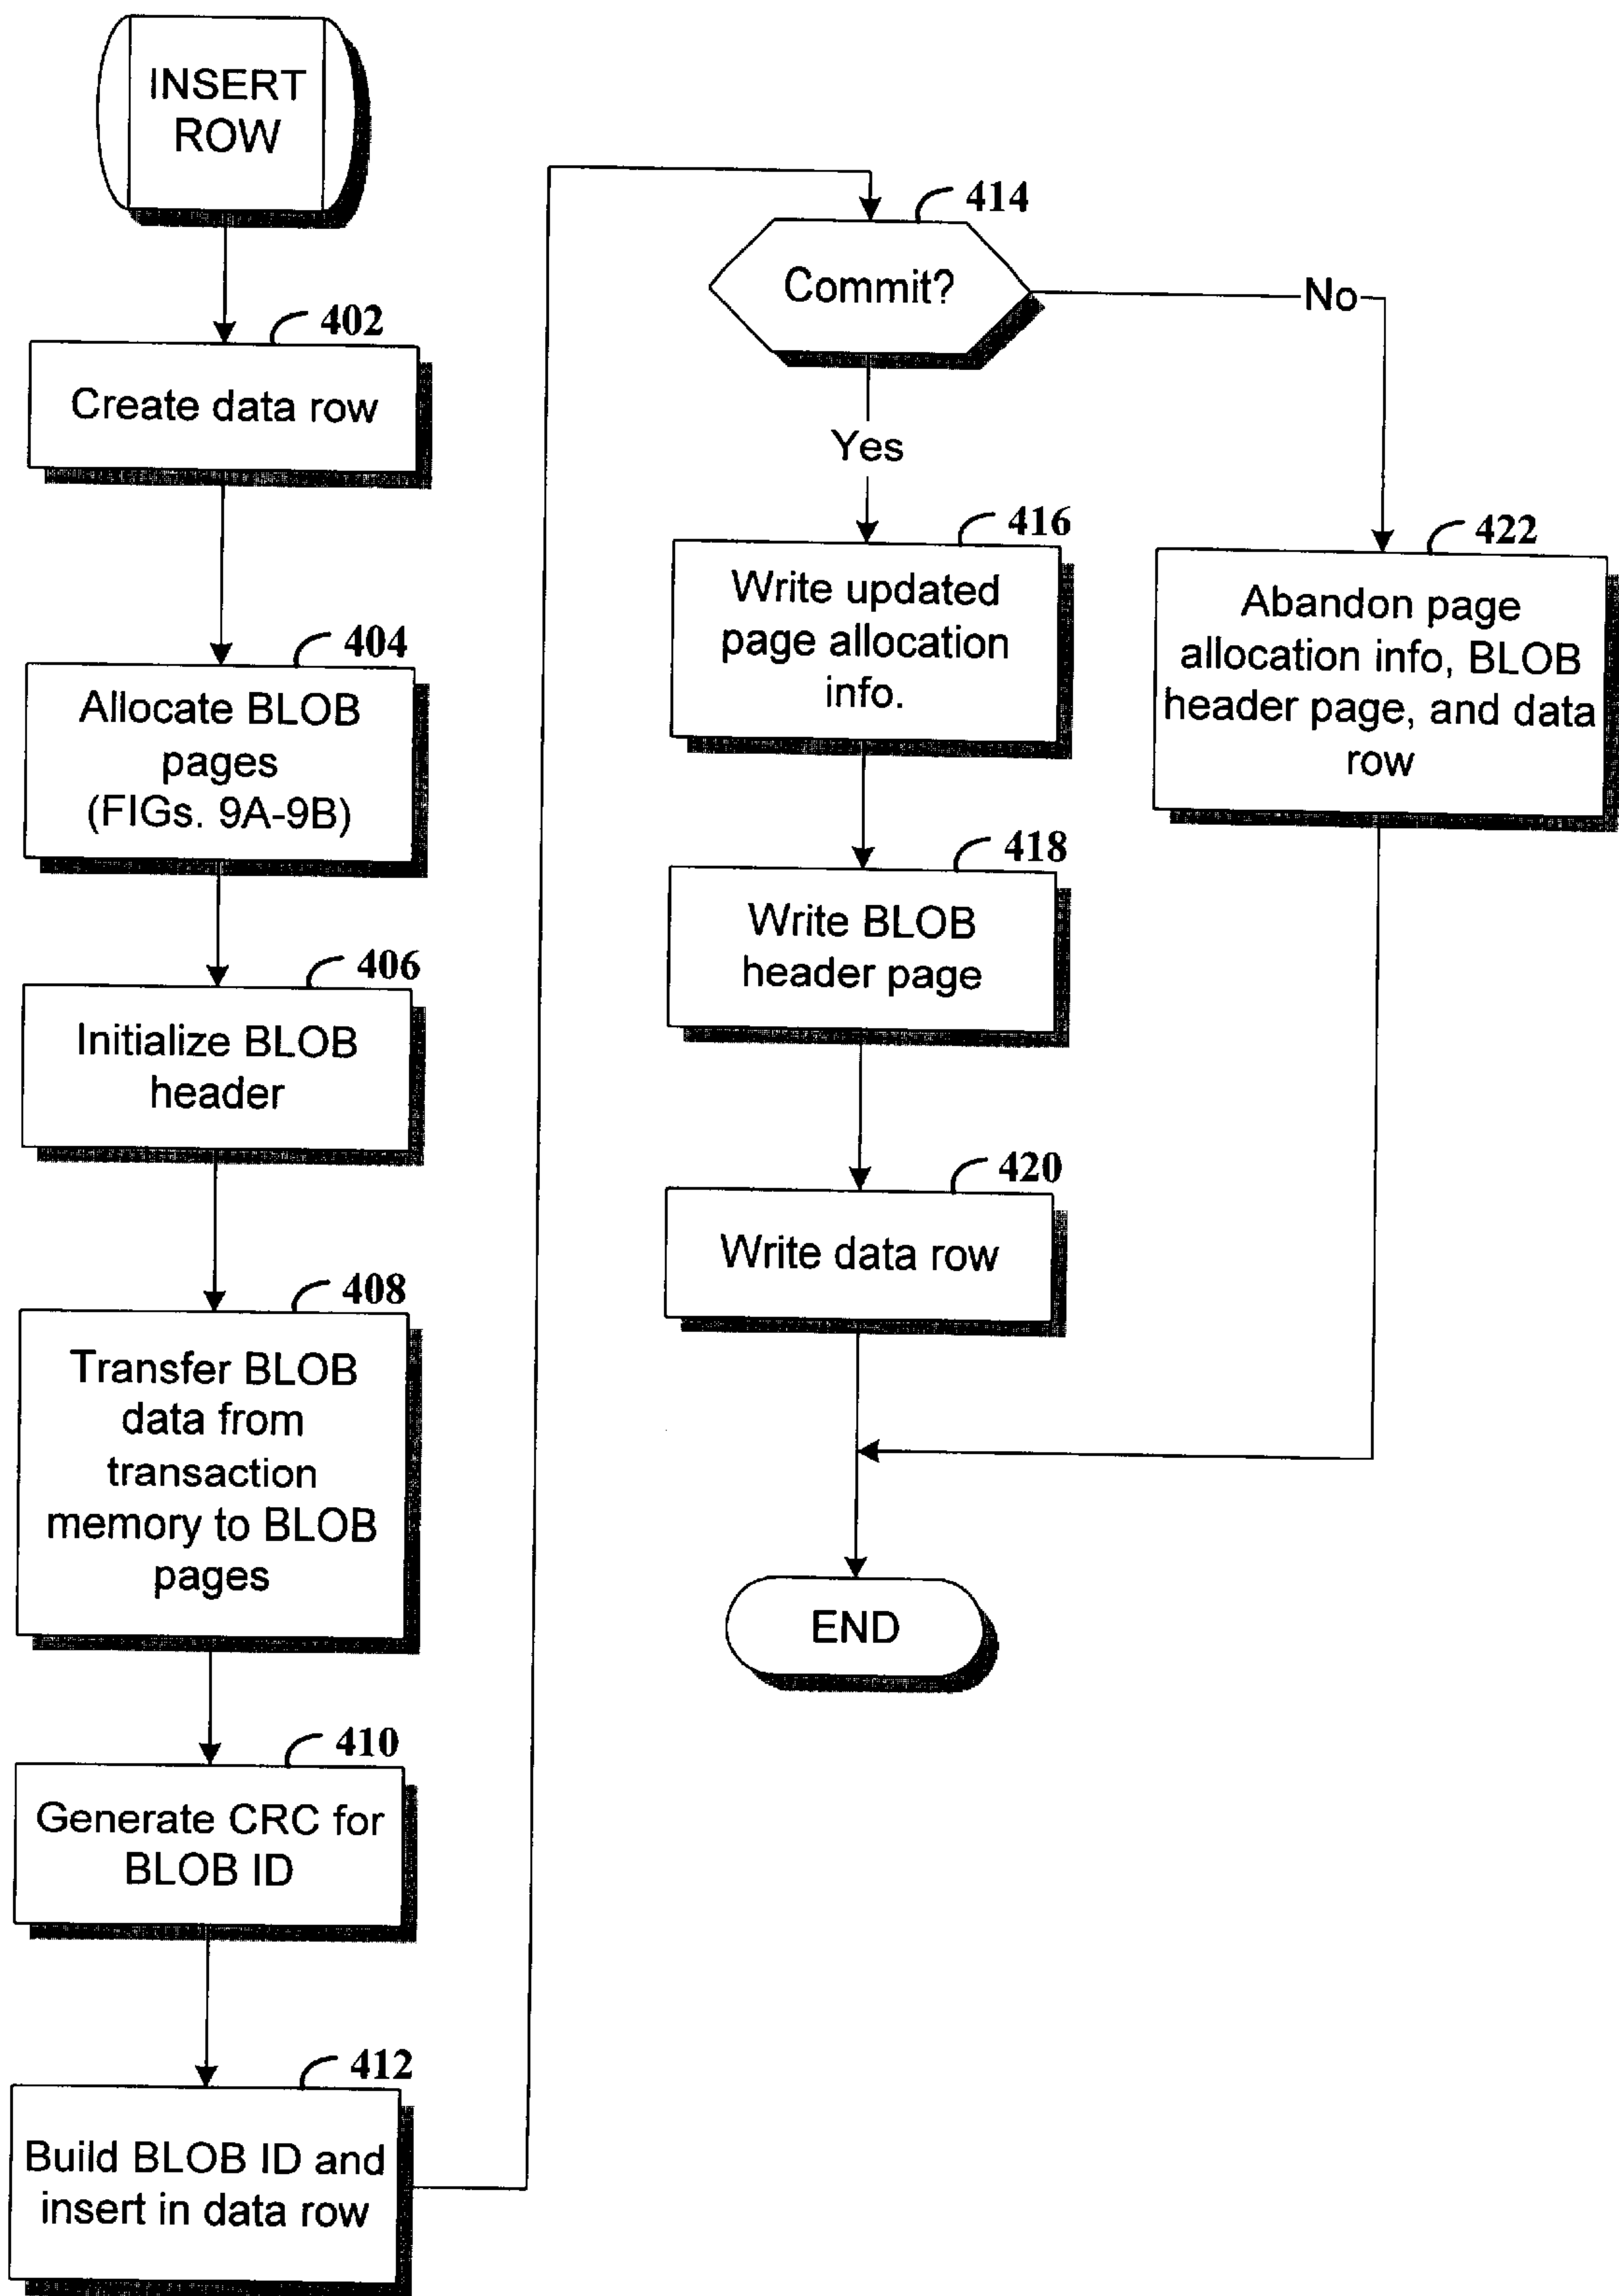 INSERT
ROW
402
Create data row
404
Allocate BLOB
pages
(FIGs. 9A-9B)
406
Initialize BLOB
header
408
Transfer BLOB
data from
transaction
memory to BLOB
pages
410
Generate CRC for
BLOB ID
412
Build BLOB ID and
insert in data row
414
Commit?
No
Yes
416
Write updated
page allocation
info.
418
Write BLOB
header page
420
Write data row
422
Abandon page
allocation info, BLOB
header page, and data
row
END